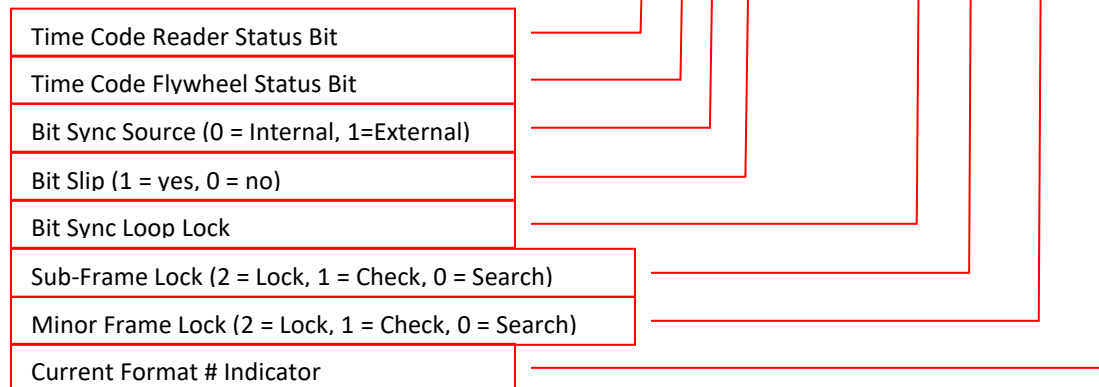 Time Code Reader Status Bit
Time Code Flywheel Status Bit
Bit Sync Source (0 = Internal, 1=External)
Bit Slip (1 = yes, 0 = no)
Bit Sync Loop Lock
Sub-Frame Lock (2 = Lock, 1 = Check, 0 = Search)
Minor Frame Lock (2 = Lock, 1 = Check, 0 = Search)
Current Format # Indicator